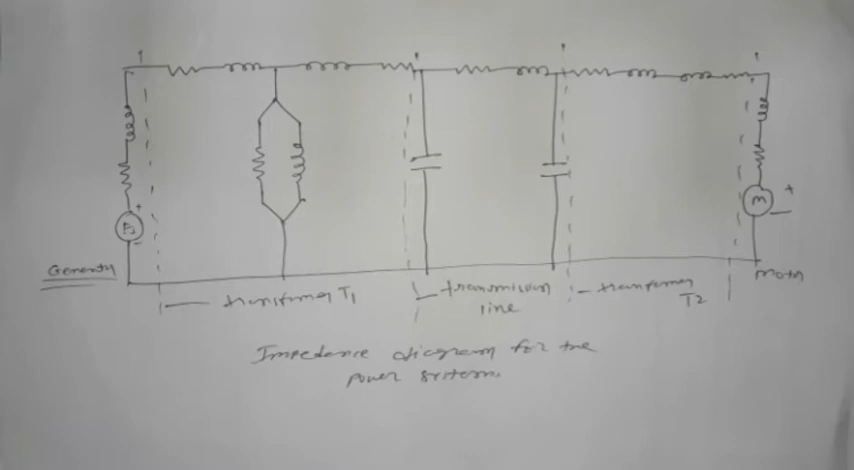 Generator
transformer T1
transmission
line
transformer
T2
motor
M
Impedance diagram for the
power system.